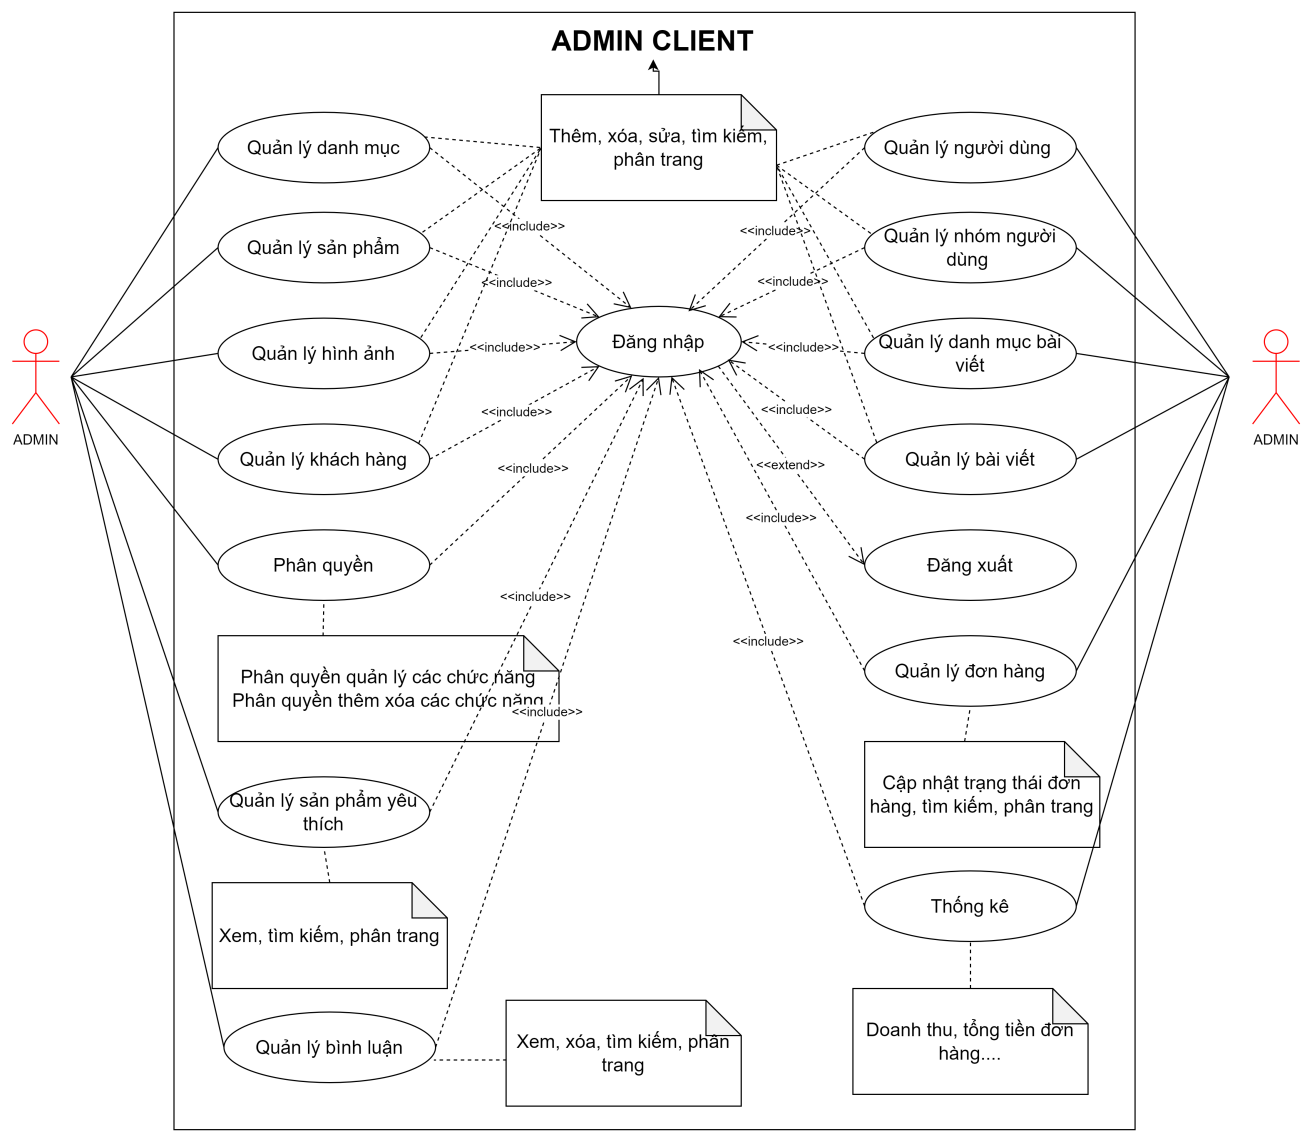 ADMIN CLIENT
Thêm, xóa, sửa, tìm kiếm,
phân trang
Quản lý danh mục
Quản lý người dùng
<<include>>
<<include>>
Quản lý sản phẩm
Quản lý nhóm người
dùng
<<include>>
<<include>>
Đăng nhập
Quản lý hình ảnh
<<include>>
<<include>>
Quản lý danh mục bài
viết
ADMIN
ADMIN
<<include>>
<<include>>
Quản lý khách hàng
Quản lý bài viết
<<include>>
<<extend>>
<<include>>
Phân quyền
Đăng xuất
<<include>>
<<include>>
Phân quyền quản lý các chức năng
Phân quyền thêm xóa các chức năng
<<include>>
Quản lý đơn hàng
Cập nhật trạng thái đơn
hàng, tìm kiếm, phân trang
Quản lý sản phẩm yêu
thích
Xem, tìm kiếm, phân trang
Thống kê
Quản lý bình luận
Xem, xóa, tìm kiếm, phân
trang
Doanh thu, tổng tiền đơn
hàng....